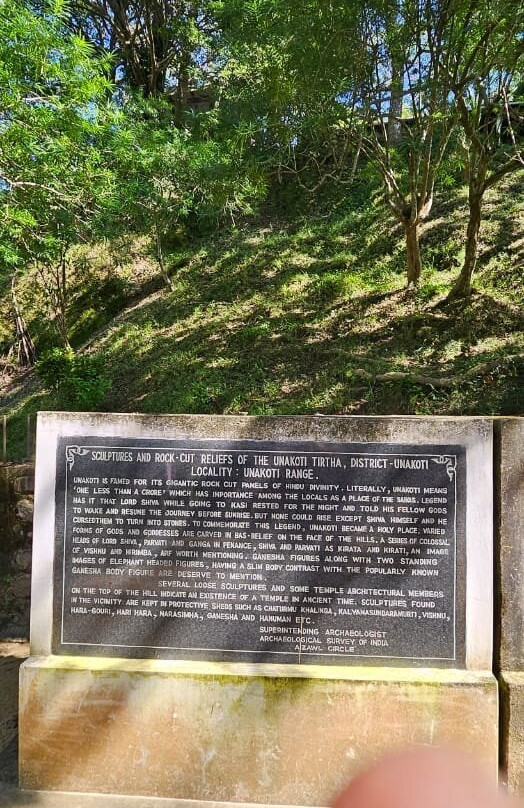 SCULPTURES AND ROCK-CUT RELIEFS OF THE UNAKOTI TIRTHA, DISTRICT-UNAKOTI
LOCALITY : UNAKOTI RANGE.
UNAKOTI IS FAMED FOR ITS GIGANTIC ROCK CUT PANELS OF HINDU DIVINITY. LITERALLY, UNAKOTI MEANS
'ONE LESS THAN A CRORE' WHICH HAS IMPORTANCE AMONG THE LOCALS AS A PLACE OF THE LEGEND
HAS IT THAT LORD SHIVA WHILE GOING TO KASI RESTED FOR THE NIGHT AND TOLD HIS FELLOW GODS
TO WAKE AND RESUME THE JOURNEY BEFORE SUNRISE. BUT NONE COULD RISE EXCEPT SHIVA HIMSELF AND HE
CURSEDTHEM TO TURN INTO STONES. TO COMMEMORATE THIS LEGEND, UNAKOTI BECAME A HOLY PLACE, VARIED
FORMS OF GODS AND GODDESSES ARE CARVED IN BAS-RELIEF ON THE FACE OF THE HILLS. A SERIES OF COLOSSAL
HEADS OF LORD SHIVA, PARVATI AND GANGA IN PENANCE, SHIVA AND PARVATI AS KIRATA AND KIRATI, AN IMAGE
OF VISHNU AND HIRIMBA, ARE WORTH MENTIONING. GANESHA FIGURES ALONG WITH TWO STANDING
IMAGES OF ELEPHANT HEADED FIGURES, HAVING A SLIM BODY CONTRAST WITH THE POPULARLY KNOWN
GANESHA BODY FIGURE ARE DESERVE TO MENTION.
SEVERAL LOOSE SCULPTURES AND SOME TEMPLE ARCHITECTURAL MEMBERS
ON THE TOP OF THE HILL INDICATE AN EXISTENCE OF A TEMPLE IN ANCIENT TIME. SCULPTURES FOUND
IN THE VICINITY ARE KEPT IN PROTECTIVE SHEDS SUCH AS CHATURMU KHALINGA, KALYANASUNDARAMURTI, VISHNU,
HARA-GOURI, HARI HARA, NARASIMHA, GANESHA AND HANUMAN ETC.
SUPERINTENDING ARCHAEOLOGIST
ARCHAEOLOGICAL SURVEY OF INDIA
AIZAWL CIRCLE